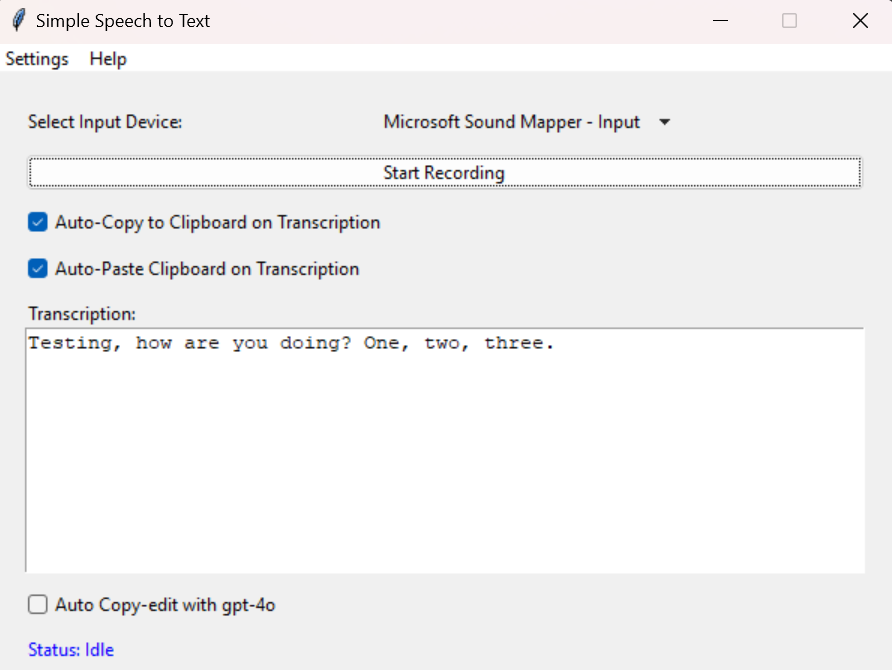 Simple Speech to Text
Settings Help
Select Input Device: Microsoft Sound Mapper - Input
Start Recording
Auto-Copy to Clipboard on Transcription
Auto-Paste Clipboard on Transcription
Transcription:
Testing, how are you doing? One, two, three.
Auto Copy-edit with gpt-4o
Status: Idle